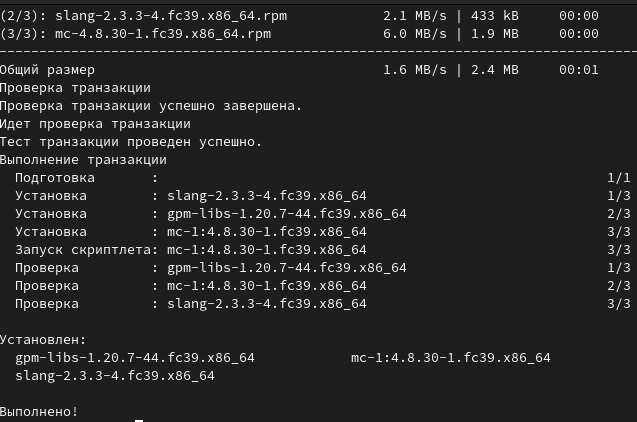 (2/3): slang-2.3.3-4.fc39.x86_64.rpm 2.1 MB/s | 433 kB 00:00
(3/3): mc-4.8.30-1.fc39.x86_64.rpm 6.0 MB/s | 1.9 MB 00:00
--------------------------------------------------------------------------------
Общий размер 1.6 MB/s | 2.4 MB 00:01
Проверка транзакции
Проверка транзакции успешно завершена.
Идет проверка транзакции
Тест транзакции проведен успешно.
Выполнение транзакции
Подготовка : 1/1
Установка : slang-2.3.3-4.fc39.x86_64 1/3
Установка : gpm-libs-1.20.7-44.fc39.x86_64 2/3
Установка : mc-1:4.8.30-1.fc39.x86_64 3/3
Запуск скриптлета: mc-1:4.8.30-1.fc39.x86_64 3/3
Проверка : gpm-libs-1.20.7-44.fc39.x86_64 1/3
Проверка : mc-1:4.8.30-1.fc39.x86_64 2/3
Проверка : slang-2.3.3-4.fc39.x86_64 3/3
Установлен:
gpm-libs-1.20.7-44.fc39.x86_64 mc-1:4.8.30-1.fc39.x86_64
slang-2.3.3-4.fc39.x86_64
Выполнено!